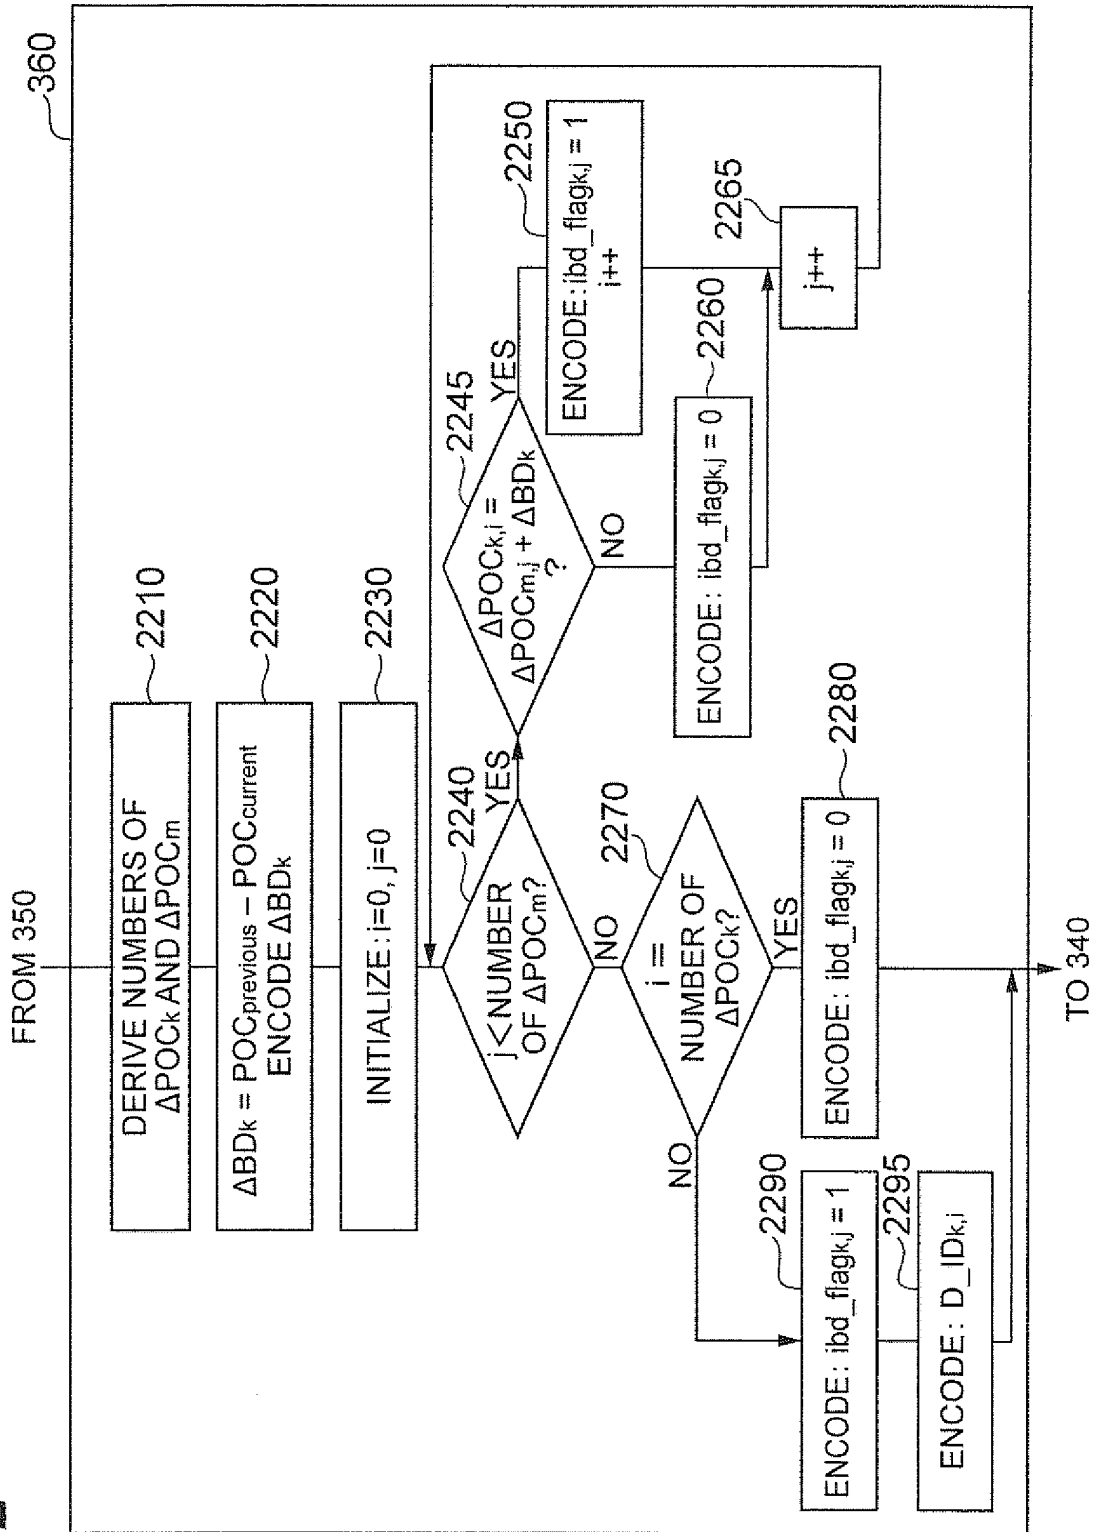 FROM 350
360
DERIVE NUMBERS OF
ΔPOCk AND ΔPOCm
2210
ΔBDk = POCprevious – POCcurrent
ENCODE ΔBDk
2220
INITIALIZE: i=0, j=0
2230
j<NUMBER
OF ΔPOCm?
2240
YES
NO
ΔPOCk,i =
ΔPOCm,j + ΔBDk
?
2245
YES
NO
ENCODE:ibd_flagk,j = 1
i++
2250
ENCODE: ibd_flagk,j = 0
2260
j++
2265
i =
NUMBER OF
ΔPOCk?
2270
YES
NO
ENCODE: ibd_flagk,j = 0
2280
ENCODE: ibd_flagk,j = 1
2290
ENCODE: D_IDk,i
2295
TO 340